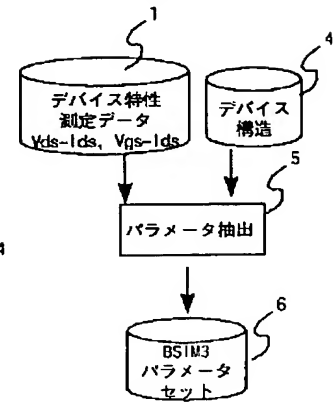 1
デバイス特性
測定データ
Vds-Ids, Vgs-Ids
4
デバイス
構造
5
パラメータ抽出
4
6
BSIM3
パラメータ
セット